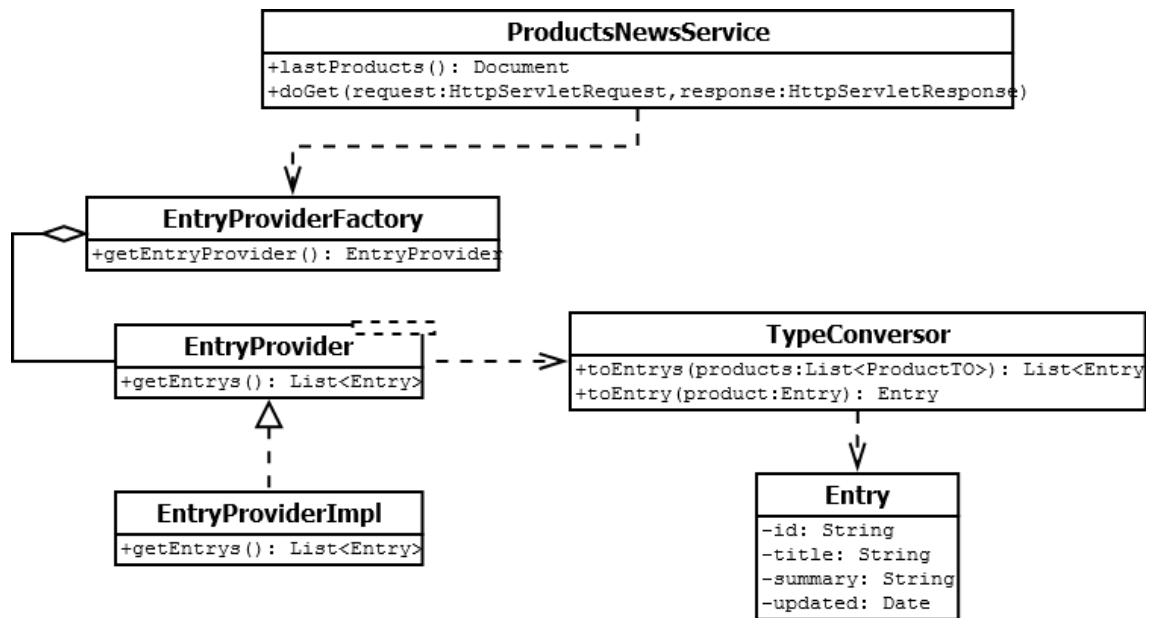 ProductsNewsService
+lastProducts(): Document
+doGet(request:HttpServletRequest,response:HttpServletResponse)
EntryProviderFactory
+getEntryProvider(): EntryProvider
EntryProvider
+getEntrys(): List<Entry>
TypeConversor
+toEntrys(products:List<ProductTO>): List<Entry
+toEntry(product:Entry): Entry
EntryProviderImpl
+getEntrys(): List<Entry>
Entry
-id: String
-title: String
-summary: String
-updated: Date